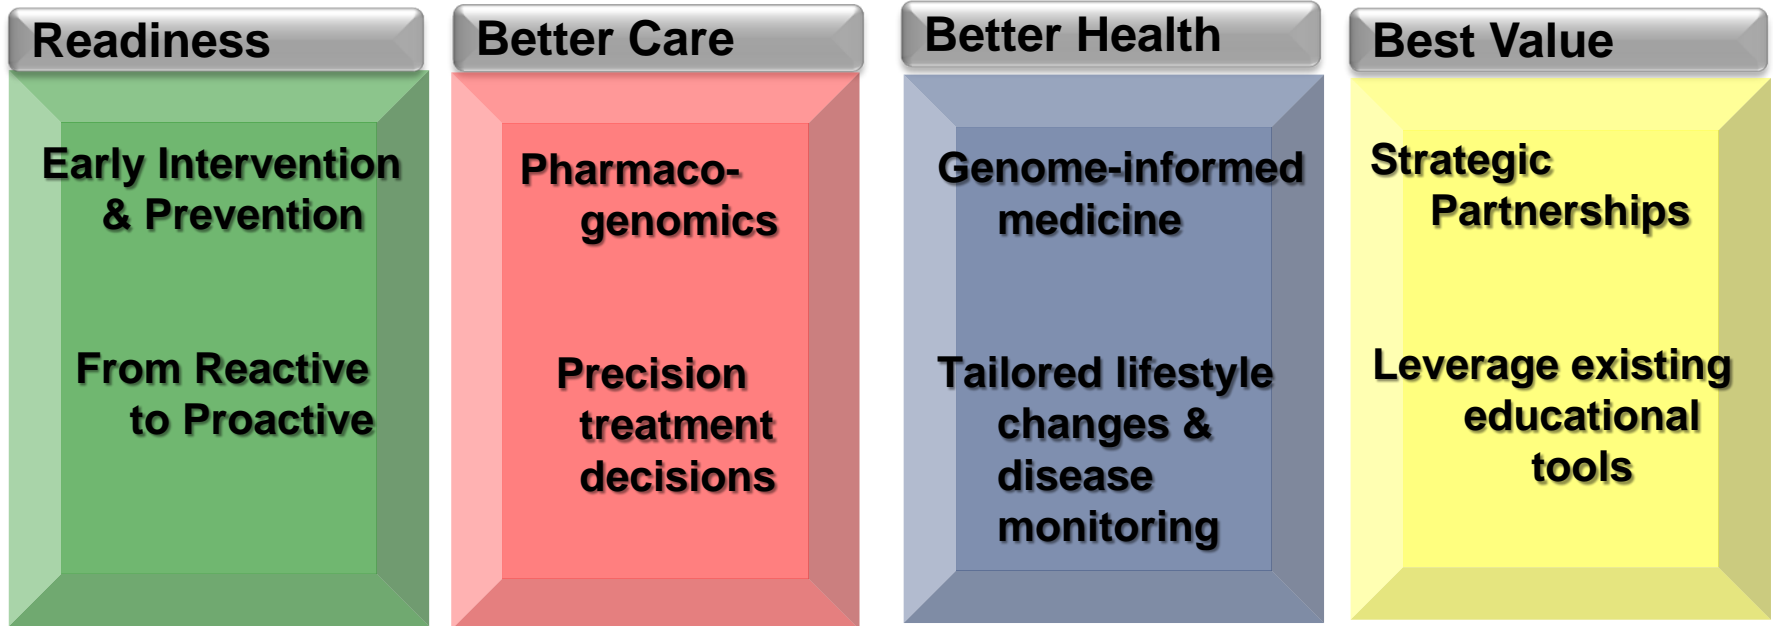 Readiness
Early Intervention
& Prevention
From Reactive
to Proactive
Better Care
Pharmaco-
genomics
Precision
treatment
decisions
Better Health
Genome-informed
medicine
Tailored lifestyle
changes &
disease
monitoring
Best Value
Strategic
Partnerships
Leverage existing
educational
tools